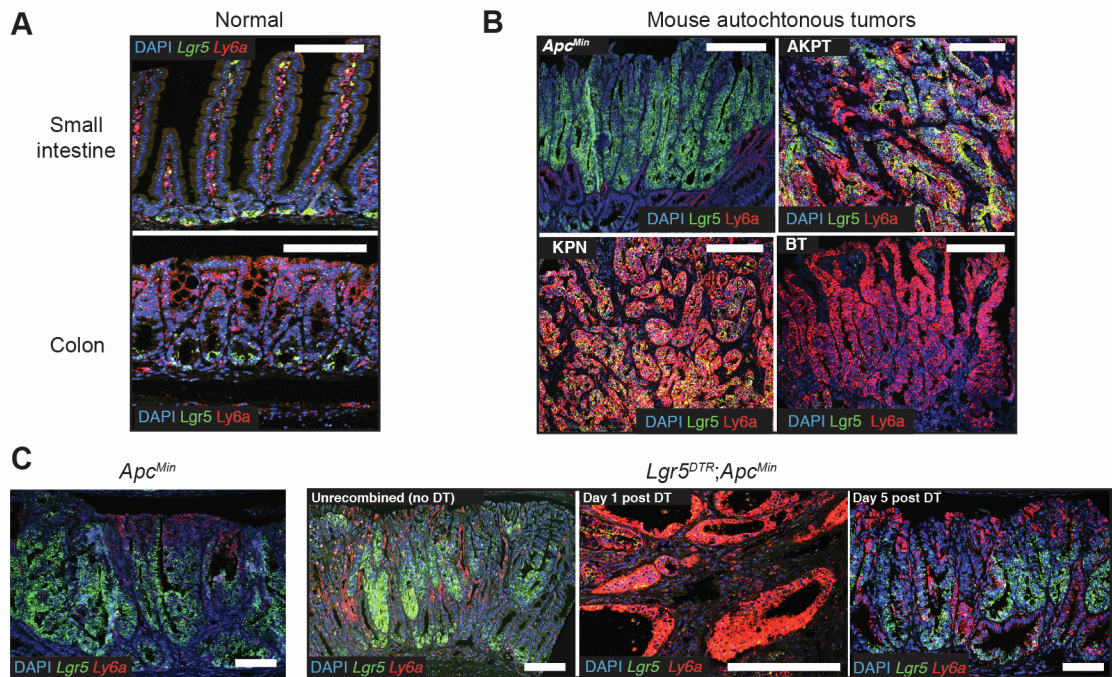 A
Normal
DAPI Lgr5 Ly6a
Small
intestine
Colon
DAPI Lgr5 Ly6a
B
Mouse autochtonous tumors
ApcMin
DAPI Lgr5 Ly6a
AKPT
DAPI Lgr5 Ly6a
KPN
DAPI Lgr5 Ly6a
BT
DAPI Lgr5 Ly6a
C
ApcMin
DAPI Lgr5 Ly6a
Lgr5DTR;ApcMin
Unrecombined (no DT)
DAPI Lgr5 Ly6a
Day 1 post DT
DAPI Lgr5 Ly6a
Day 5 post DT
DAPI Lgr5 Ly6a